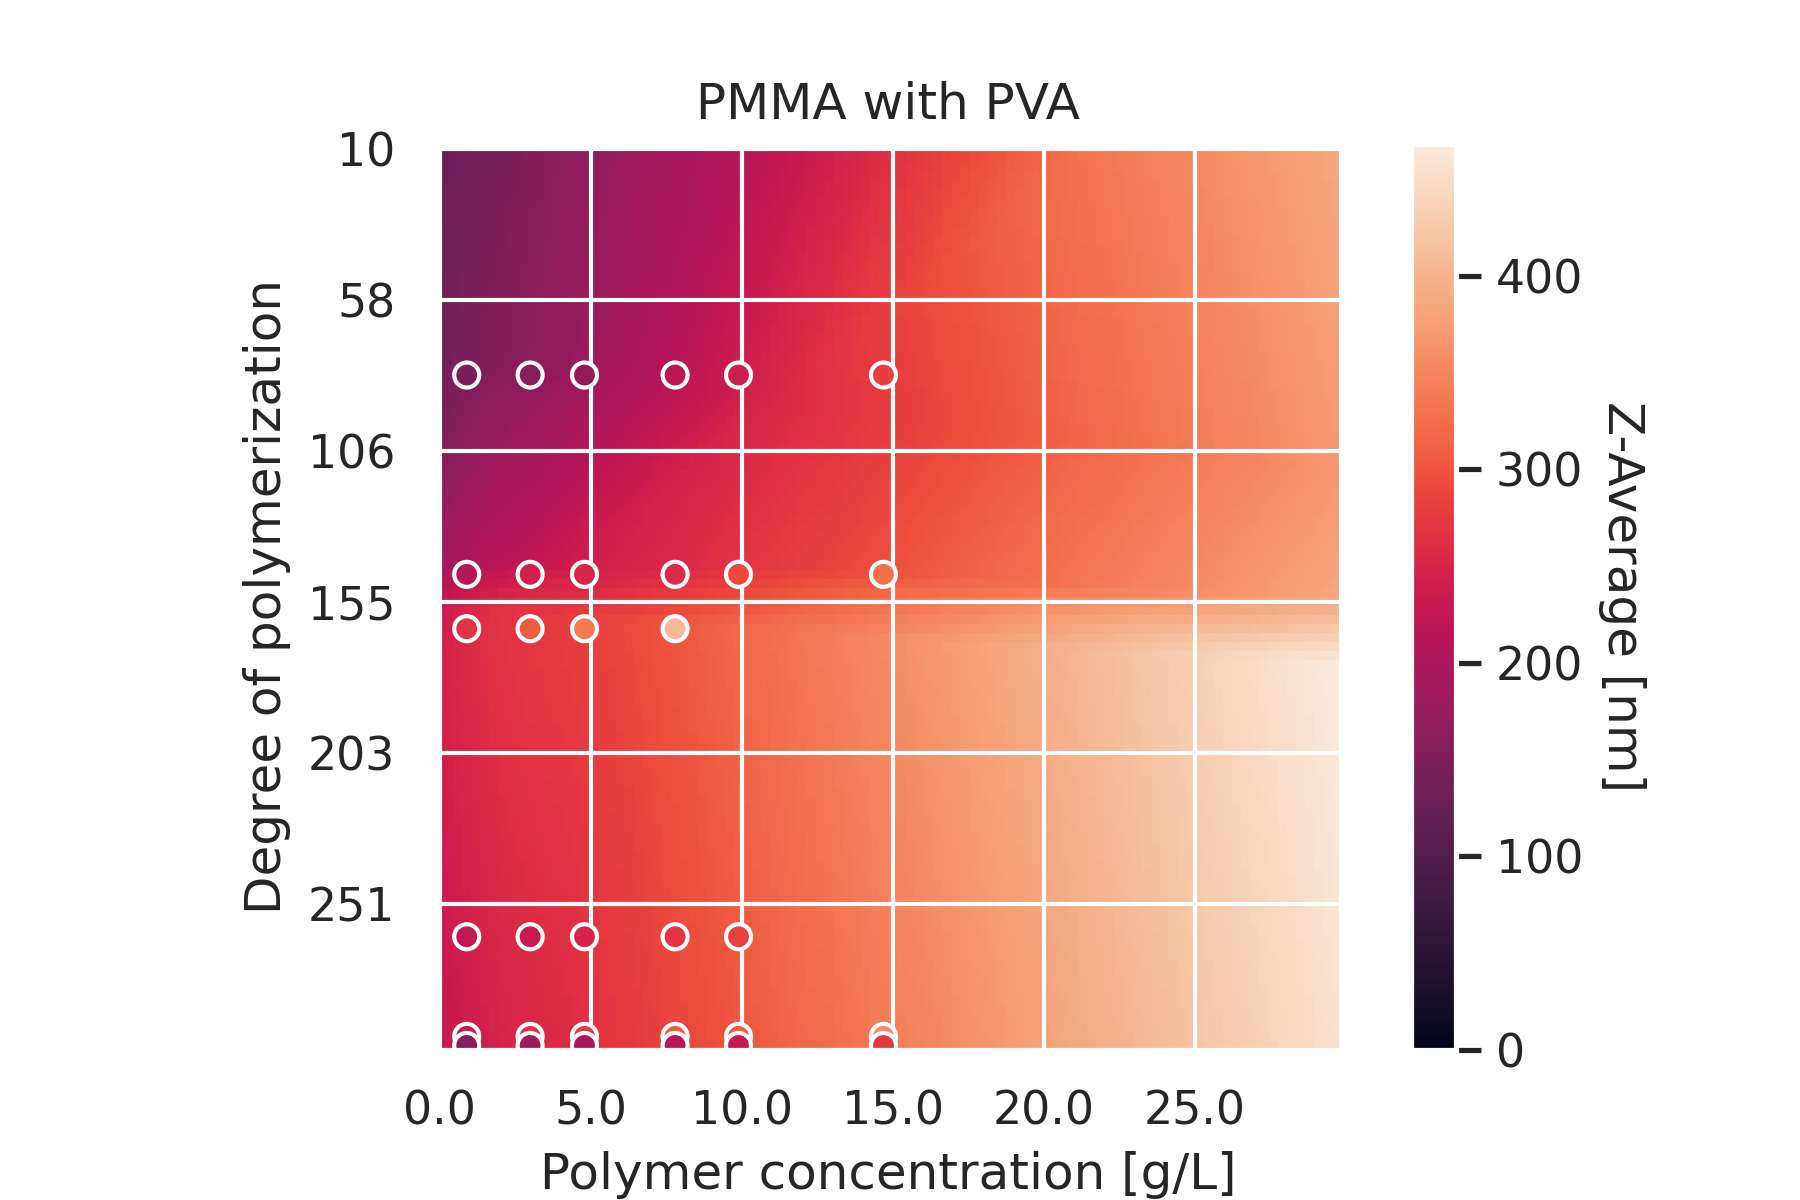 PMMA with PVA
10
58
106
155
203
251
Degree of polymerization
0.0 5.0 10.0 15.0 20.0 25.0
Polymer concentration [g/L]
400
300
200
100
0
Z-Average [nm]